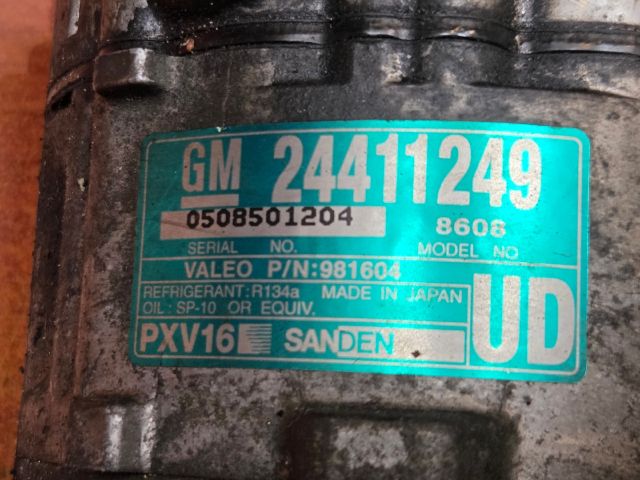 GM 24411249
0508501204 8608
SERIAL NO. MODEL NO
VALEO P/N:981604
REFRIGERANT:R134a MADE IN JAPAN
OIL : SP-10 OR EQUIV.
PXV16 SANDEN UD